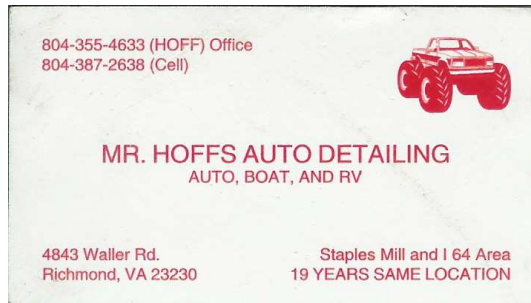 804-355-4633 (HOFF) Office
804-387-2638 (Cell)
MR. HOFFS AUTO DETAILING
AUTO, BOAT, AND RV
4843 Waller Rd.
Richmond, VA 23230
Staples Mill and I 64 Area
19 YEARS SAME LOCATION